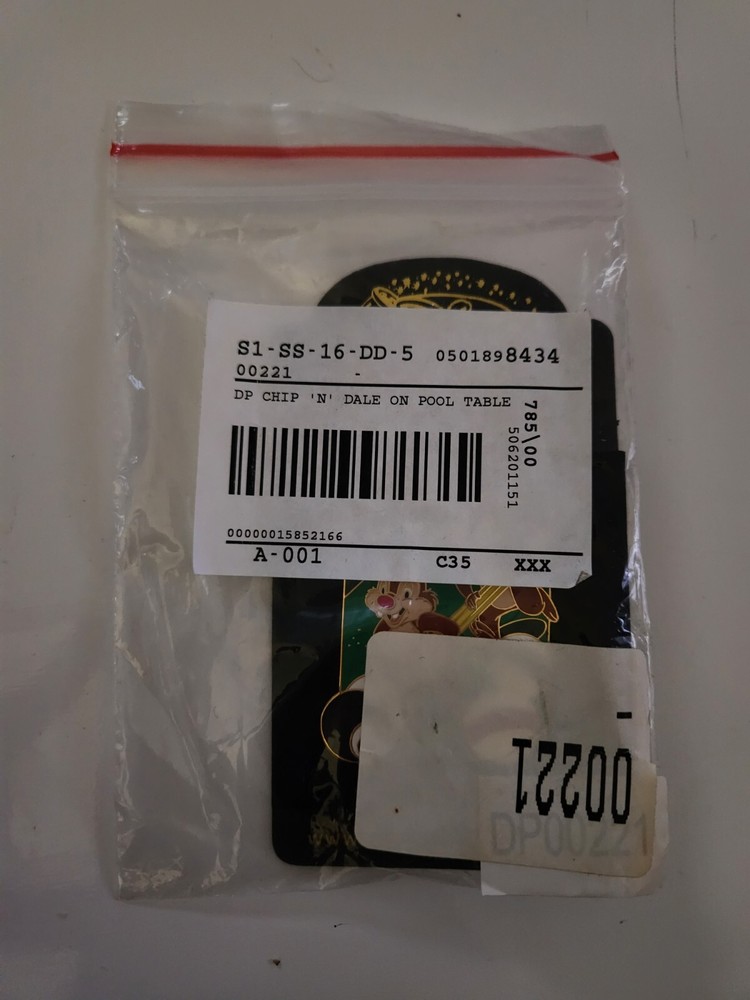 S1-SS-16-DD-5 0501898434
00221 -
DP CHIP 'N' DALE ON POOL TABLE
785\00
506201151
00000015852166
A-001 C35 XXX
- 00221
DP00221